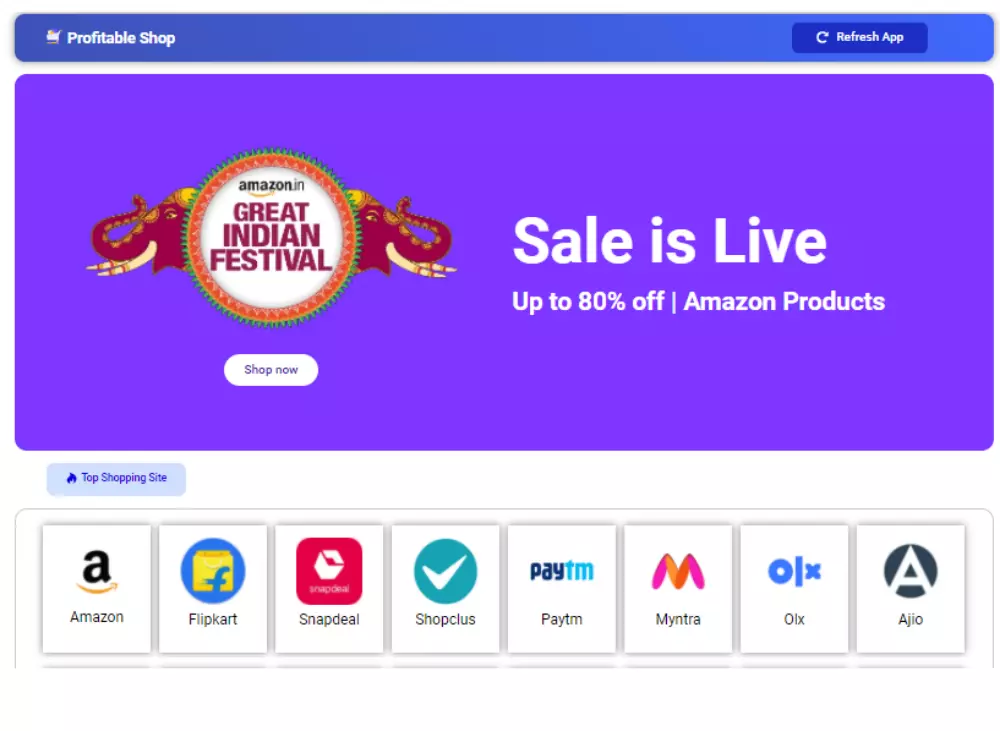 Profitable Shop
Refresh App
amazon.in
GREAT
INDIAN
FESTIVAL
Sale is Live
Up to 80% off | Amazon Products
Shop now
Top Shopping Site
a
Amazon
Flipkart
snapdeal
Snapdeal
Shopclus
paytm
Paytm
Myntra
olx
Olx
Ajio